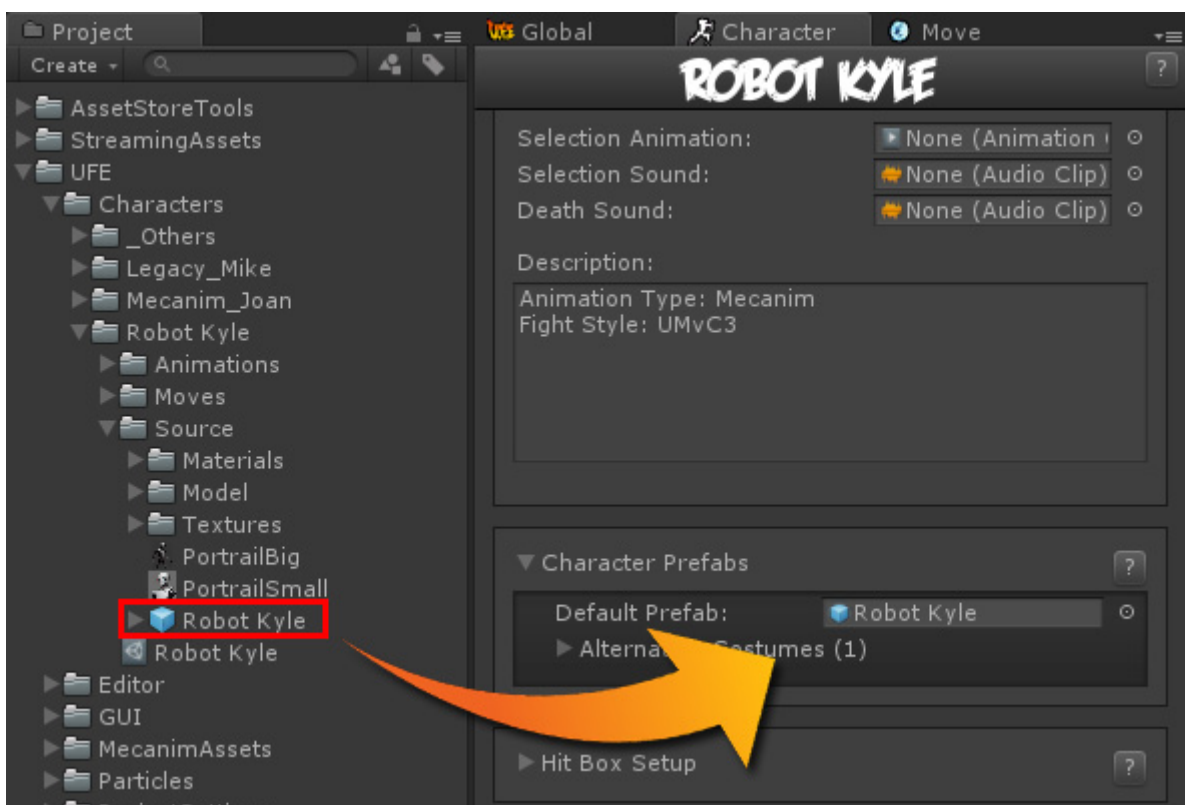 Project
Create
AssetStoreTools
StreamingAssets
UFE
Characters
_Others
Legacy_Mike
Mecanim_Joan
Robot Kyle
Animations
Moves
Source
Materials
Model
Textures
PortrailBig
PortrailSmall
Robot Kyle
Robot Kyle
Editor
GUI
MecanimAssets
Particles
UFE Global Character Move
ROBOT KYLE
?
Selection Animation: None (Animation
Selection Sound: None (Audio Clip)
Death Sound: None (Audio Clip)
Description:
Animation Type: Mecanim
Fight Style: UMvC3
Character Prefabs ?
Default Prefab: Robot Kyle
Alterna ostumes (1)
Hit Box Setup ?